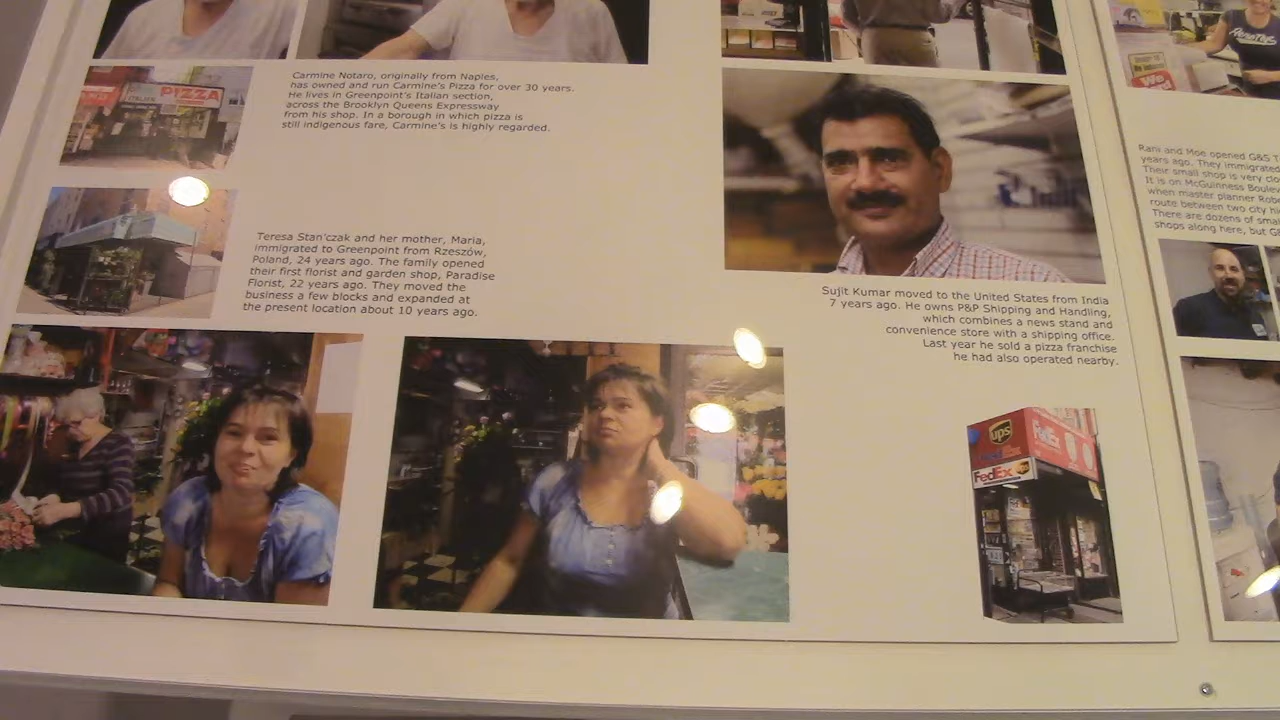 Carmine Notaro, originally from Naples,
has owned and run Carmine's Pizza for over 30 years.
He lives in Greenpoint's Italian section,
across the Brooklyn Queens Expressway
from his shop. In a borough in which pizza is
still indigenous fare, Carmine's is highly regarded.
PIZZA
Teresa Stan'czak and her mother, Maria,
immigrated to Greenpoint from Rzeszów,
Poland, 24 years ago. The family opened
their first florist and garden shop, Paradise
Florist, 22 years ago. They moved the
business a few blocks and expanded at
the present location about 10 years ago.
Sujit Kumar moved to the United States from India
7 years ago. He owns P&P Shipping and Handling,
which combines a news stand and
convenience store with a shipping office.
Last year he sold a pizza franchise
he had also operated nearby.
ups
FedEx
FedEx
We
Rani and Moe opened G&S T
years ago. They immigrated
Their small shop is very clo
It is on McGuinness Boulev
when master planner Robe
route between two city h
There are dozens of smal
shops along here, but G&